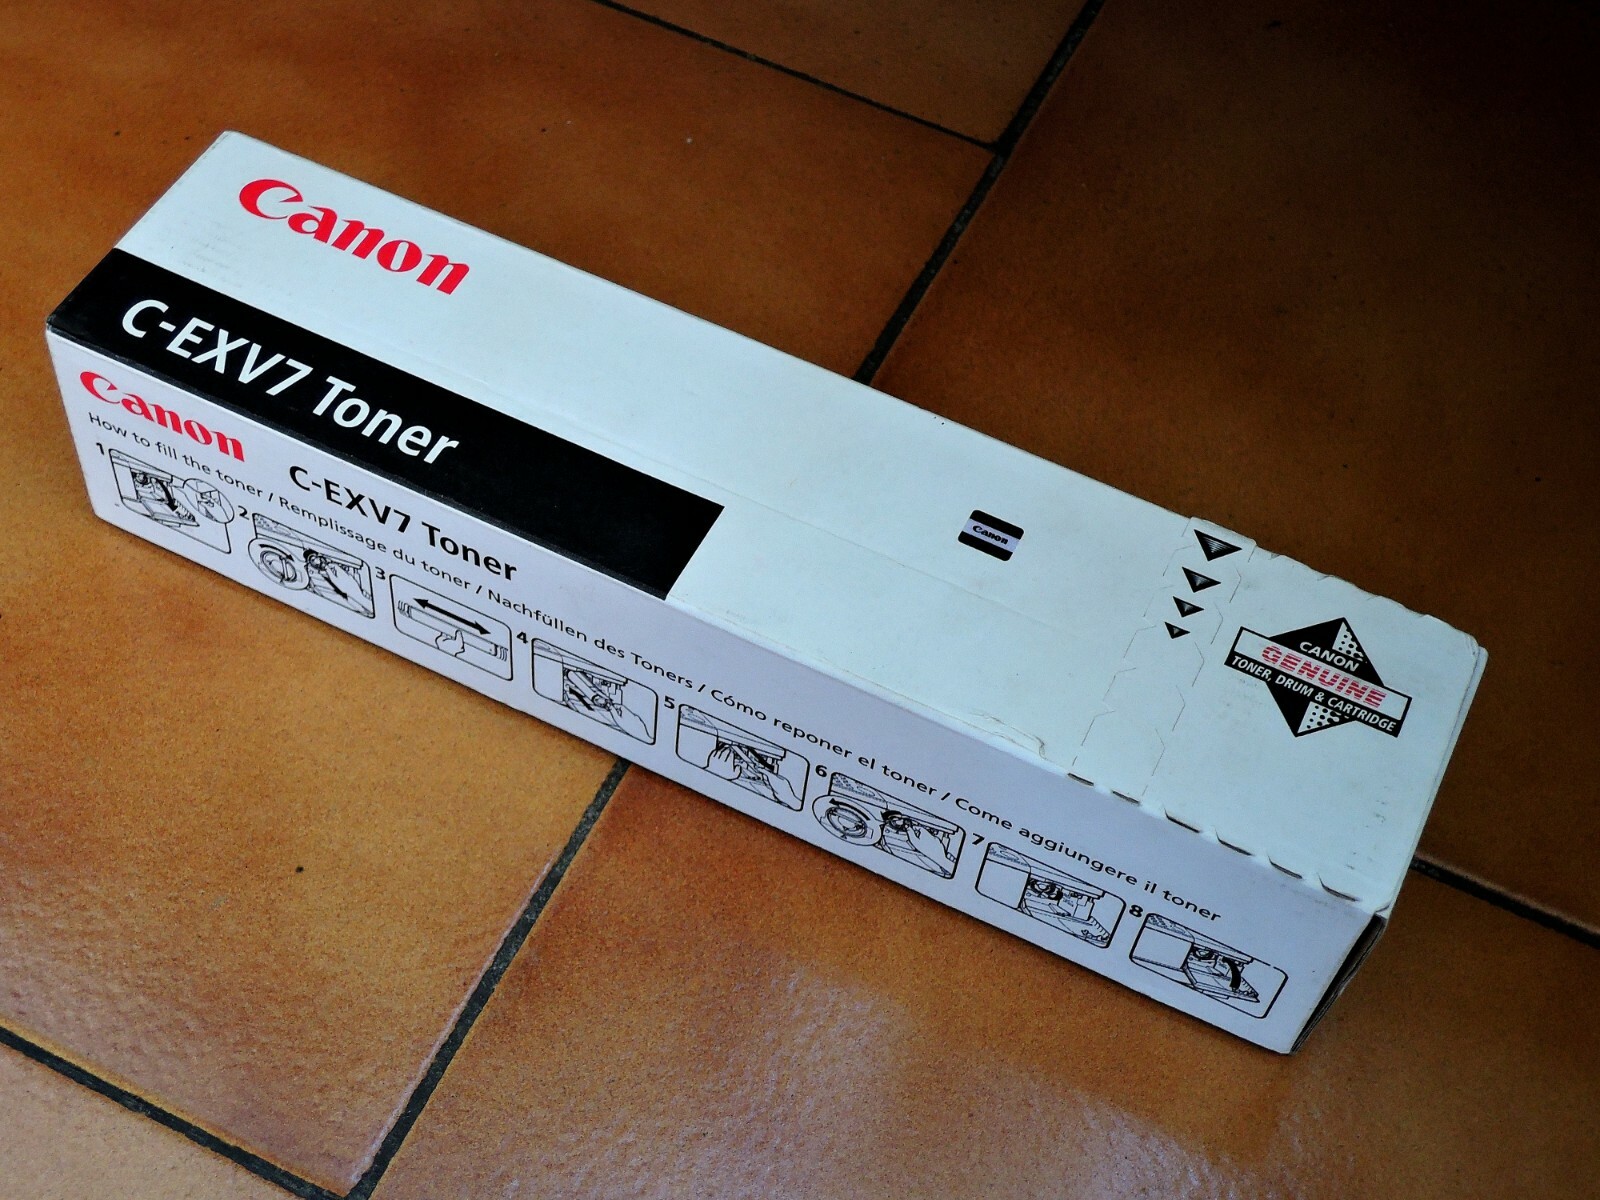 Canon
C-EXV7 Toner
Canon
CANON
GENUINE
TONER, DRUM & CARTRIDGE
Canon
C-EXV7 Toner
How to fill the toner / Remplissage du toner / Nachfüllen des Toners / Cómo reponer el toner / Come aggiungere il toner
1
2
3
4
5
6
7
8